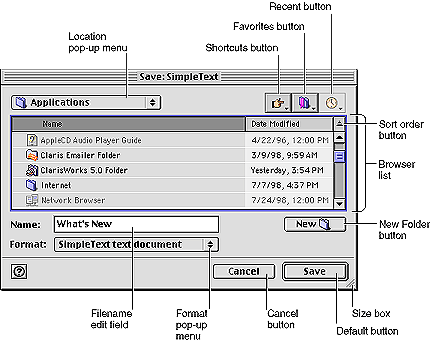 Recent button
Favorites button
Location
pop-up menu
Shortcuts button
Save: SimpleText
Applications
Name
Date Modified
Sort order
button
AppleCD Audio Player Guide
4/22/96, 12:00 PM
Claris Emailer Folder
3/9/98, 9:59 AM
ClarisWorks 5.0 Folder
Yesterday, 3:54 PM
Browser
list
Internet
7/7/98, 4:37 PM
Network Browser
7/24/98, 12:00 PM
Name:
What's New
New
New Folder
button
Format:
SimpleText text document
?
Cancel
Save
Filename
edit field
Format
pop-up
menu
Cancel
button
Size box
Default button